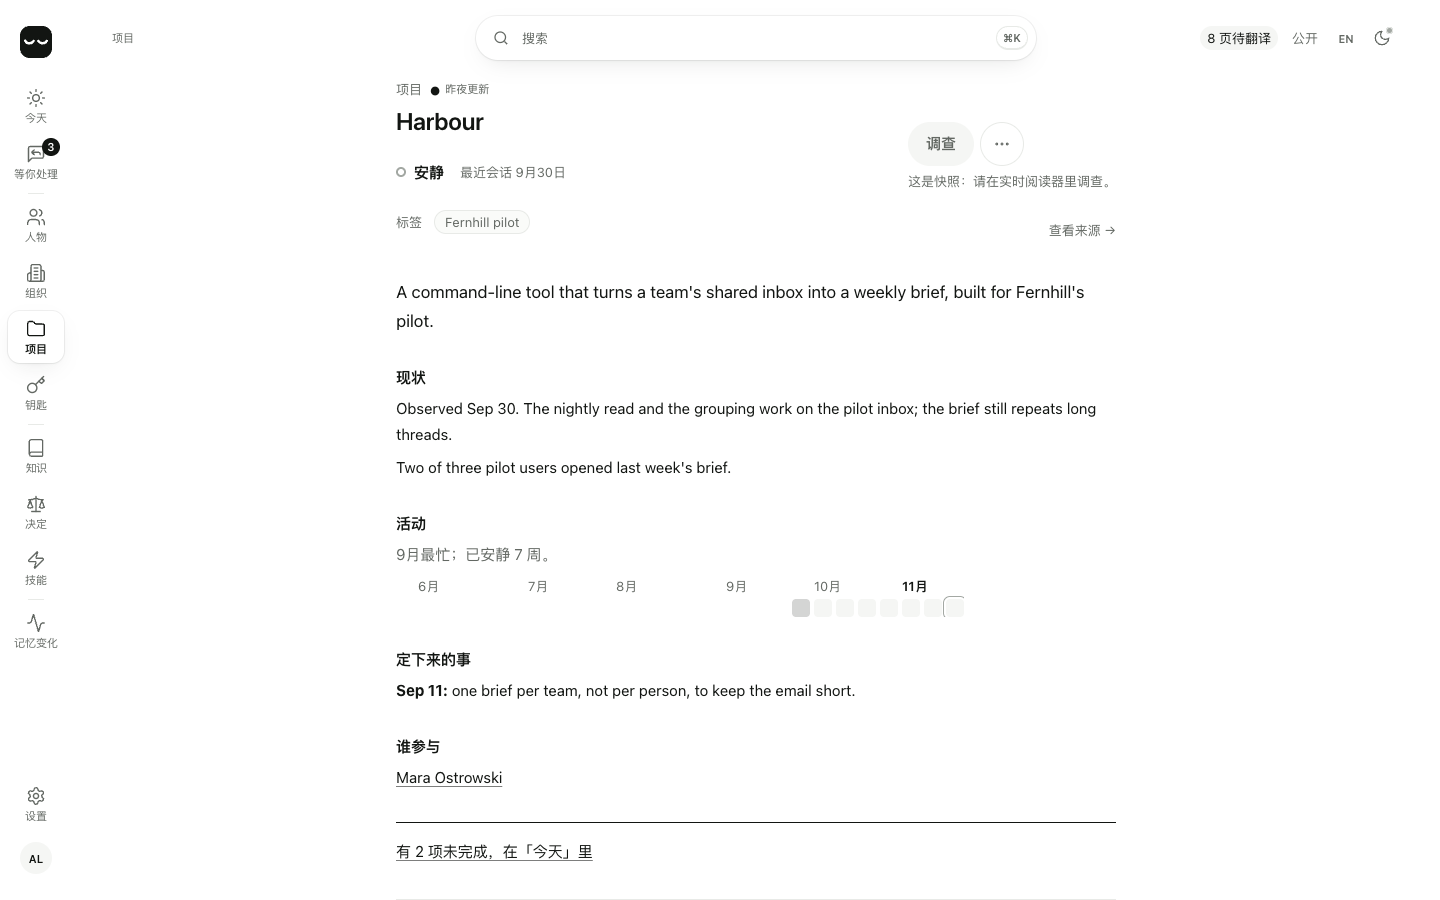 项目
搜索
⌘K
8 页待翻译
公开
EN
今天
3
等你处理
人物
组织
项目
钥匙
知识
决定
技能
记忆变化
设置
AL
项目 ● 昨夜更新
Harbour
安静 最近会话 9月30日
调查
这是快照：请在实时阅读器里调查。
标签 Fernhill pilot
查看来源 →
A command-line tool that turns a team's shared inbox into a weekly brief, built for Fernhill's
pilot.
现状
Observed Sep 30. The nightly read and the grouping work on the pilot inbox; the brief still repeats long
threads.
Two of three pilot users opened last week's brief.
活动
9月最忙；已安静 7 周。
6月 7月 8月 9月 10月 11月
定下来的事
Sep 11: one brief per team, not per person, to keep the email short.
谁参与
Mara Ostrowski
有 2 项未完成，在「今天」里